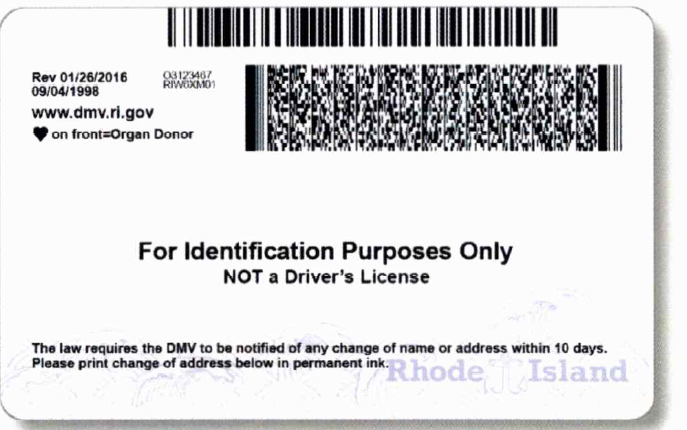 Rev 01/26/2016
09/04/1998
O3123467
RIW6XM01
www.dmv.ri.gov
on front=Organ Donor
For Identification Purposes Only
NOT a Driver's License
The law requires the DMV to be notified of any change of name or address within 10 days.
Please print change of address below in permanent ink.
Rhode Island